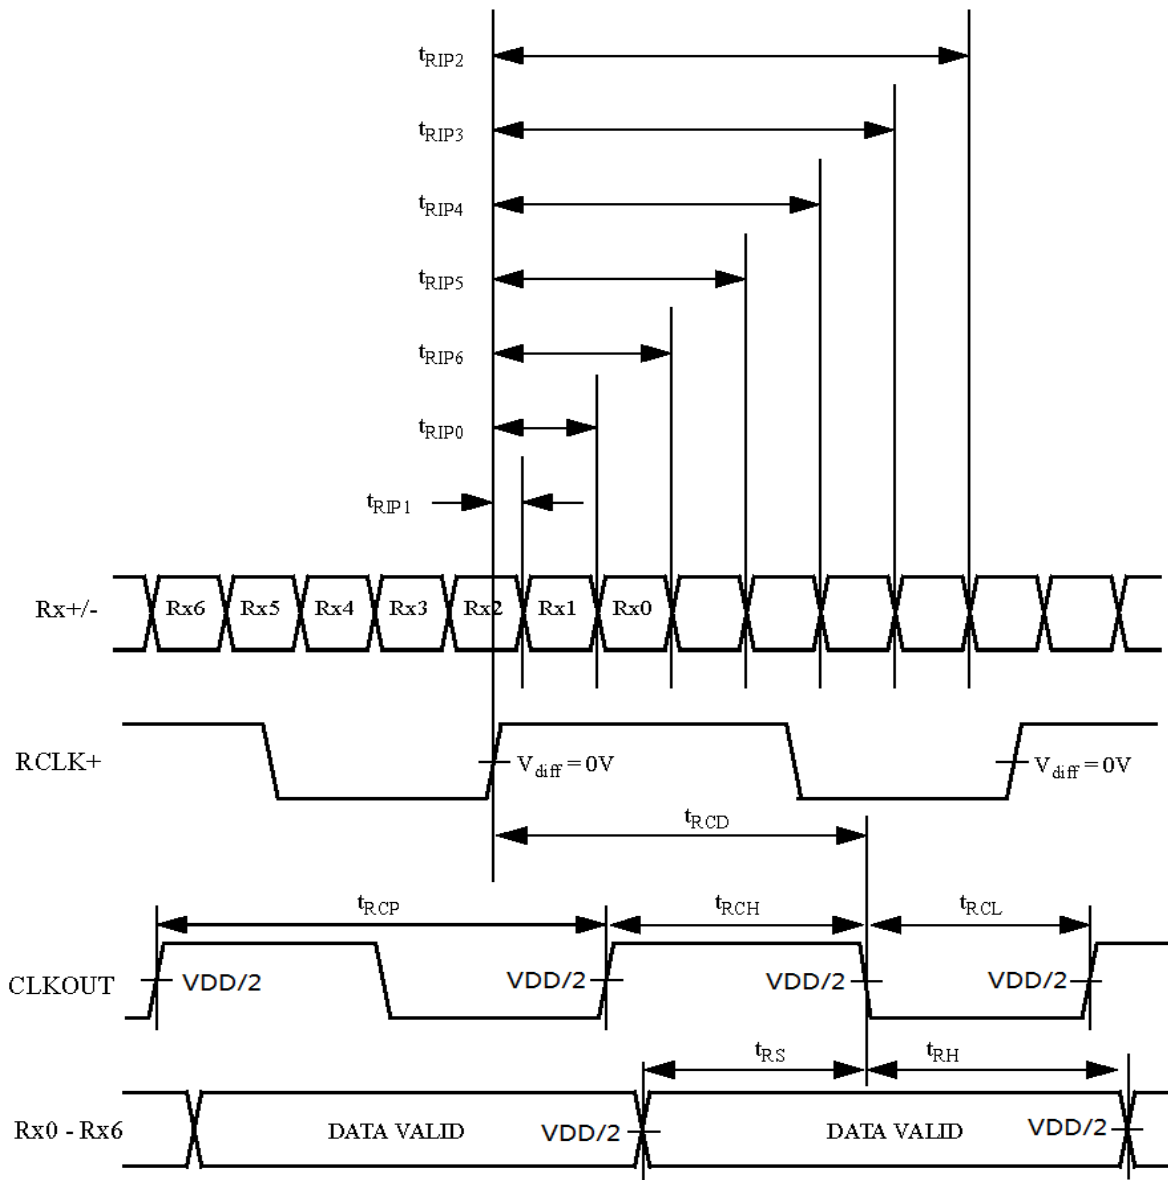 tRIP2
tRIP3
tRIP4
tRIP5
tRIP6
tRIP0
tRIP1
Rx+/- Rx6 Rx5 Rx4 Rx3 Rx2 Rx1 Rx0
RCLK+ Vdiff = 0V Vdiff = 0V
tRCD
tRCP tRCH tRCL
CLKOUT VDD/2 VDD/2 VDD/2 VDD/2
tRS tRH
Rx0 - Rx6 DATA VALID VDD/2 DATA VALID VDD/2